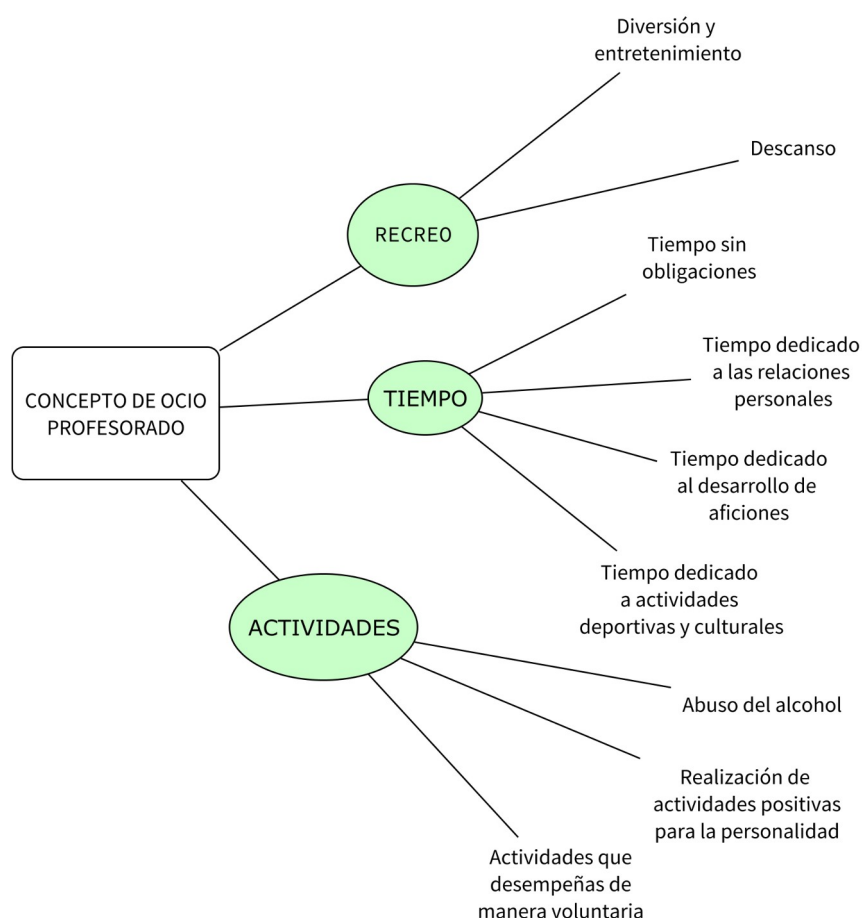 Diversión y
entretenimiento
Descanso
RECREO
Tiempo sin
obligaciones
Tiempo dedicado
a las relaciones
personales
CONCEPTO DE OCIO
PROFESORADO
TIEMPO
Tiempo dedicado
al desarrollo de
aficiones
Tiempo dedicado
a actividades
deportivas y culturales
ACTIVIDADES
Abuso del alcohol
Realización de
actividades positivas
para la personalidad
Actividades que
desempeñas de
manera voluntaria